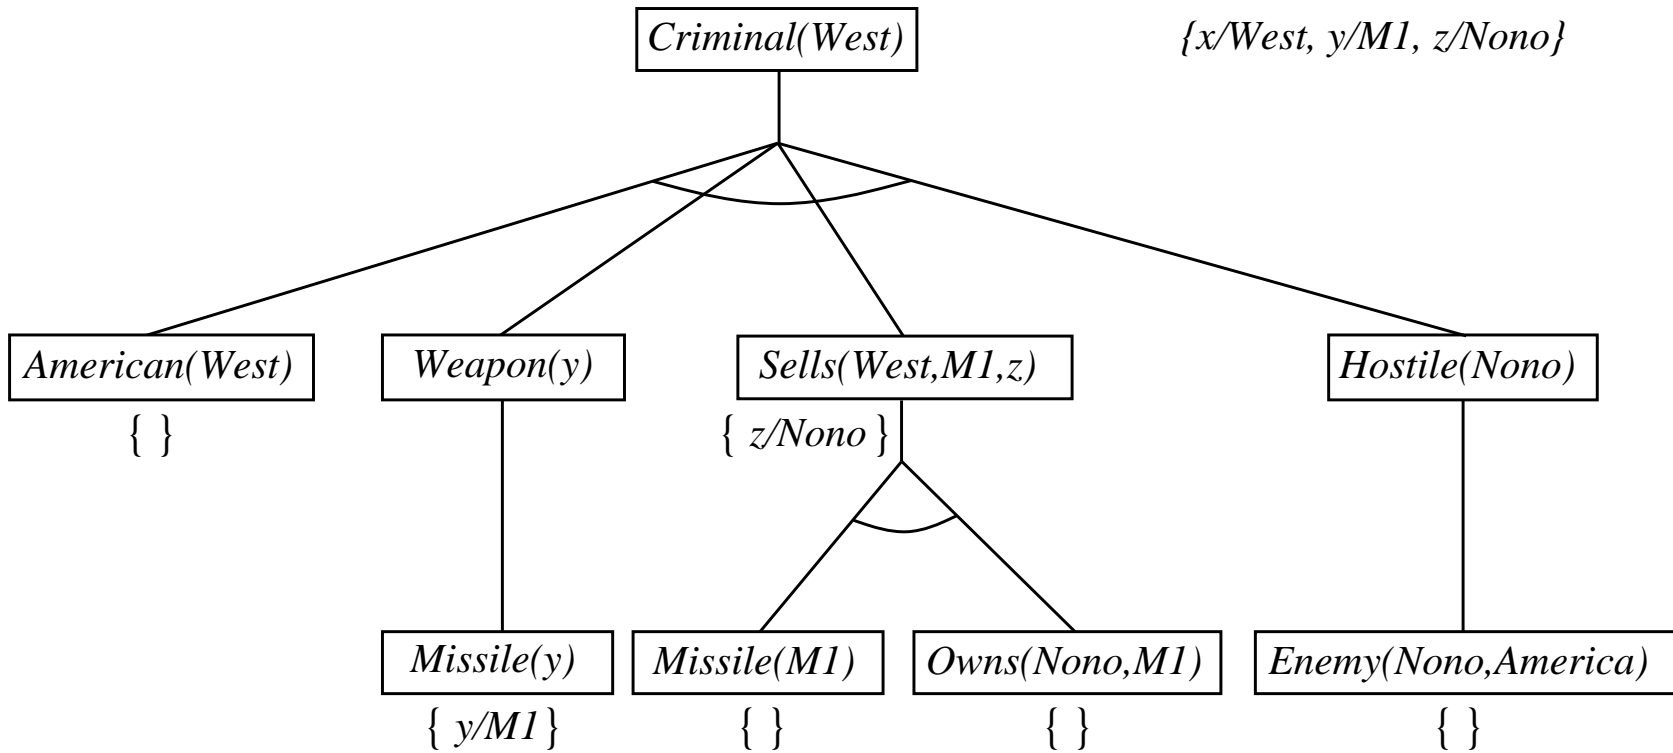 Criminal(West)
{x/West, y/M1, z/Nono}
American(West)
Weapon(y)
Sells(West,M1,z)
Hostile(Nono)
{ }
{ z/Nono }
Missile(y)
Missile(M1)
Owns(Nono,M1)
Enemy(Nono,America)
{ y/M1 }
{ }
{ }
{ }